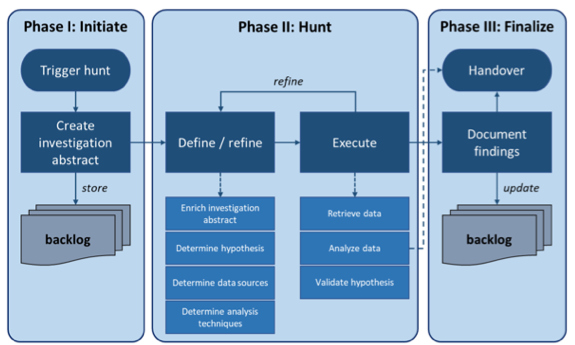 Phase I: Initiate
Trigger hunt
Create
investigation
abstract
store
backlog
Phase II: Hunt
refine
Define / refine
Execute
Enrich investigation
abstract
Determine hypothesis
Determine data sources
Determine analysis
techniques
Retrieve data
Analyze data
Validate hypothesis
Phase III: Finalize
Handover
Document
findings
update
backlog